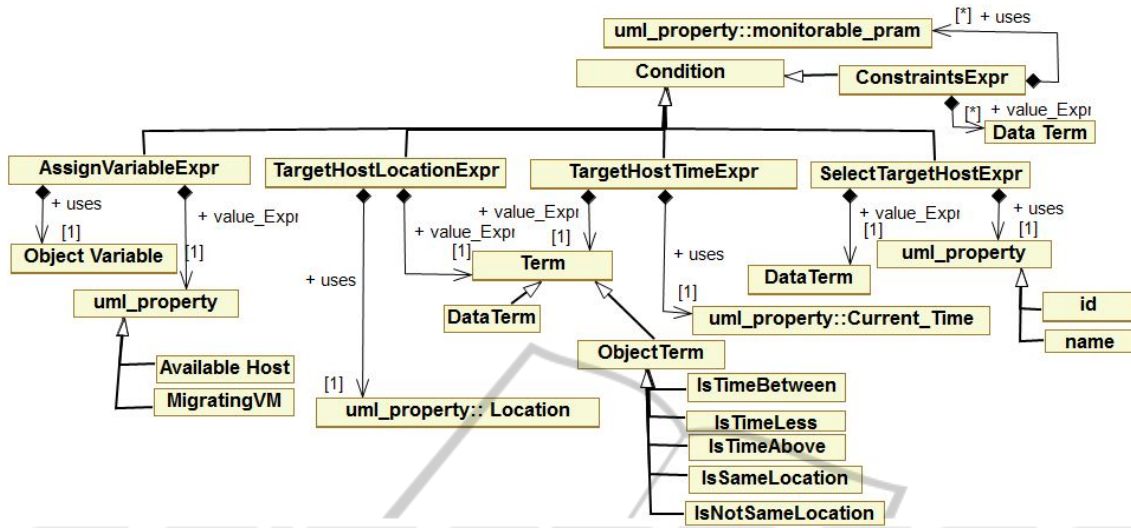 [*] + uses
uml_property::monitorable_pram
Condition
ConstraintsExpr
[*] + value_Expr
Data Term
AssignVariableExpr
TargetHostLocationExpr
TargetHostTimeExpr
SelectTargetHostExpr
+ uses
+ value_Expr
[1]
[1]
Object Variable
uml_property
Available Host
MigratingVM
+ uses
[1]
uml_property:: Location
+ value_Expr
[1]
+ value_Expr
[1]
Term
DataTerm
ObjectTerm
IsTimeBetween
IsTimeLess
IsTimeAbove
IsSameLocation
IsNotSameLocation
+ uses
[1]
uml_property::Current_Time
+ value_Expr
[1]
DataTerm
+ uses
[1]
uml_property
id
name